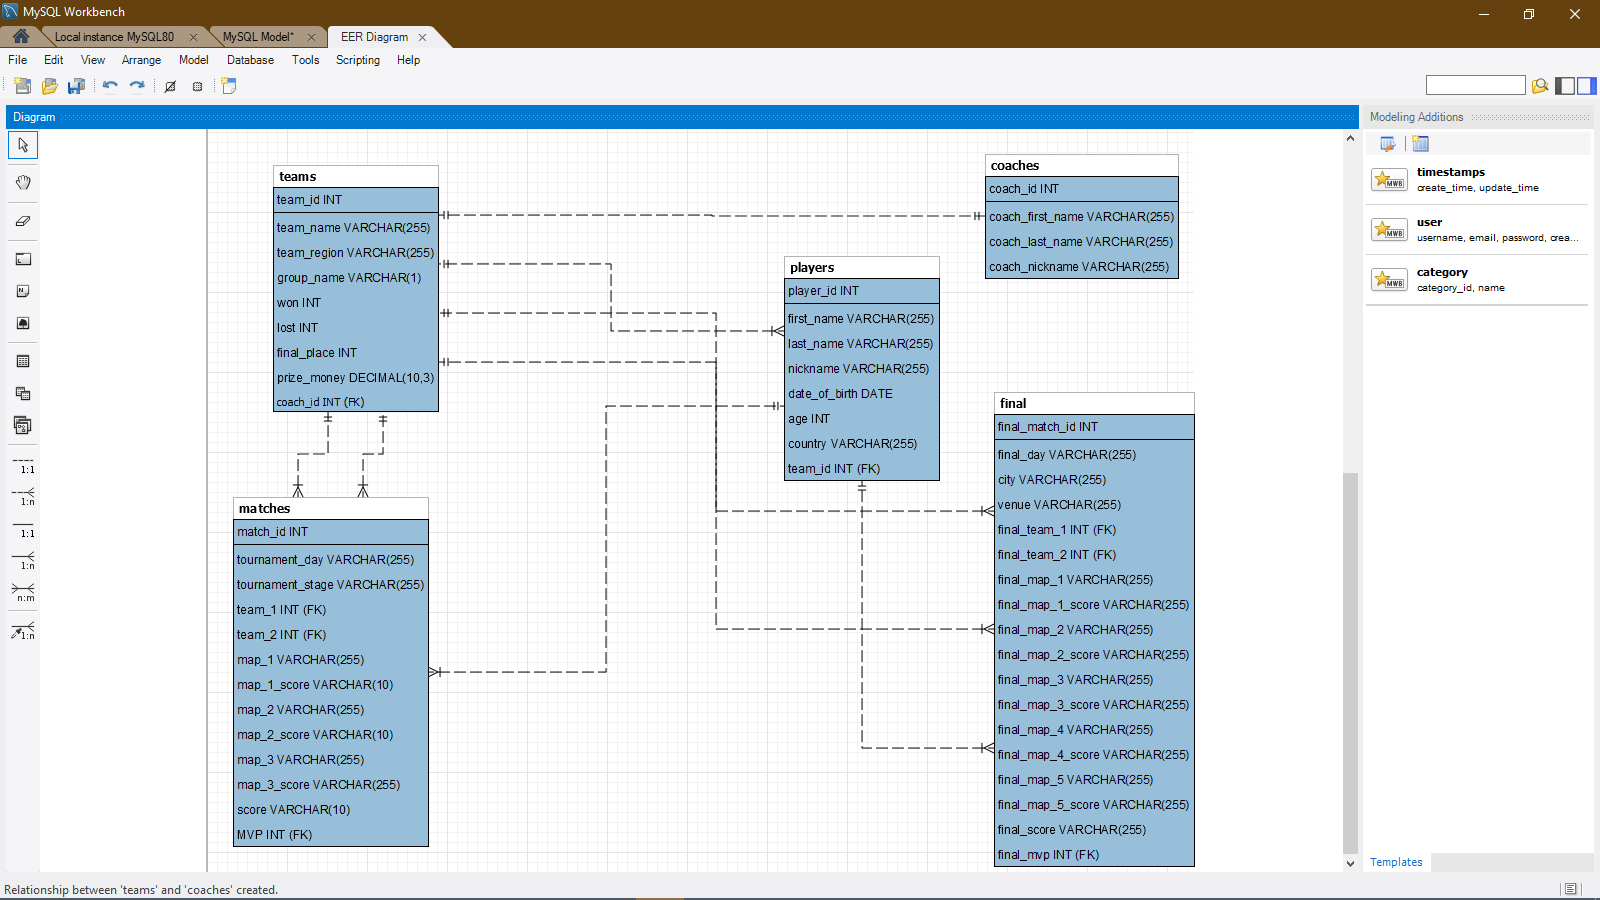 MySQL Workbench
Local instance MySQL80
MySQL Model*
EER Diagram
File Edit View Arrange Model Database Tools Scripting Help
Diagram
1:1
1:n
1:1
1:n
n:m
1:n
teams
team_id INT
team_name VARCHAR(255)
team_region VARCHAR(255)
group_name VARCHAR(1)
won INT
lost INT
final_place INT
prize_money DECIMAL(10,3)
coach_id INT (FK)
matches
match_id INT
tournament_day VARCHAR(255)
tournament_stage VARCHAR(255)
team_1 INT (FK)
team_2 INT (FK)
map_1 VARCHAR(255)
map_1_score VARCHAR(10)
map_2 VARCHAR(255)
map_2_score VARCHAR(10)
map_3 VARCHAR(255)
map_3_score VARCHAR(255)
score VARCHAR(10)
MVP INT (FK)
players
player_id INT
first_name VARCHAR(255)
last_name VARCHAR(255)
nickname VARCHAR(255)
date_of_birth DATE
age INT
country VARCHAR(255)
team_id INT (FK)
coaches
coach_id INT
coach_first_name VARCHAR(255)
coach_last_name VARCHAR(255)
coach_nickname VARCHAR(255)
final
final_match_id INT
final_day VARCHAR(255)
city VARCHAR(255)
venue VARCHAR(255)
final_team_1 INT (FK)
final_team_2 INT (FK)
final_map_1 VARCHAR(255)
final_map_1_score VARCHAR(255)
final_map_2 VARCHAR(255)
final_map_2_score VARCHAR(255)
final_map_3 VARCHAR(255)
final_map_3_score VARCHAR(255)
final_map_4 VARCHAR(255)
final_map_4_score VARCHAR(255)
final_map_5 VARCHAR(255)
final_map_5_score VARCHAR(255)
final_score VARCHAR(255)
final_mvp INT (FK)
Modeling Additions
MWB
timestamps
create_time, update_time
MWB
user
username, email, password, crea...
MWB
category
category_id, name
Templates
Relationship between 'teams' and 'coaches' created.